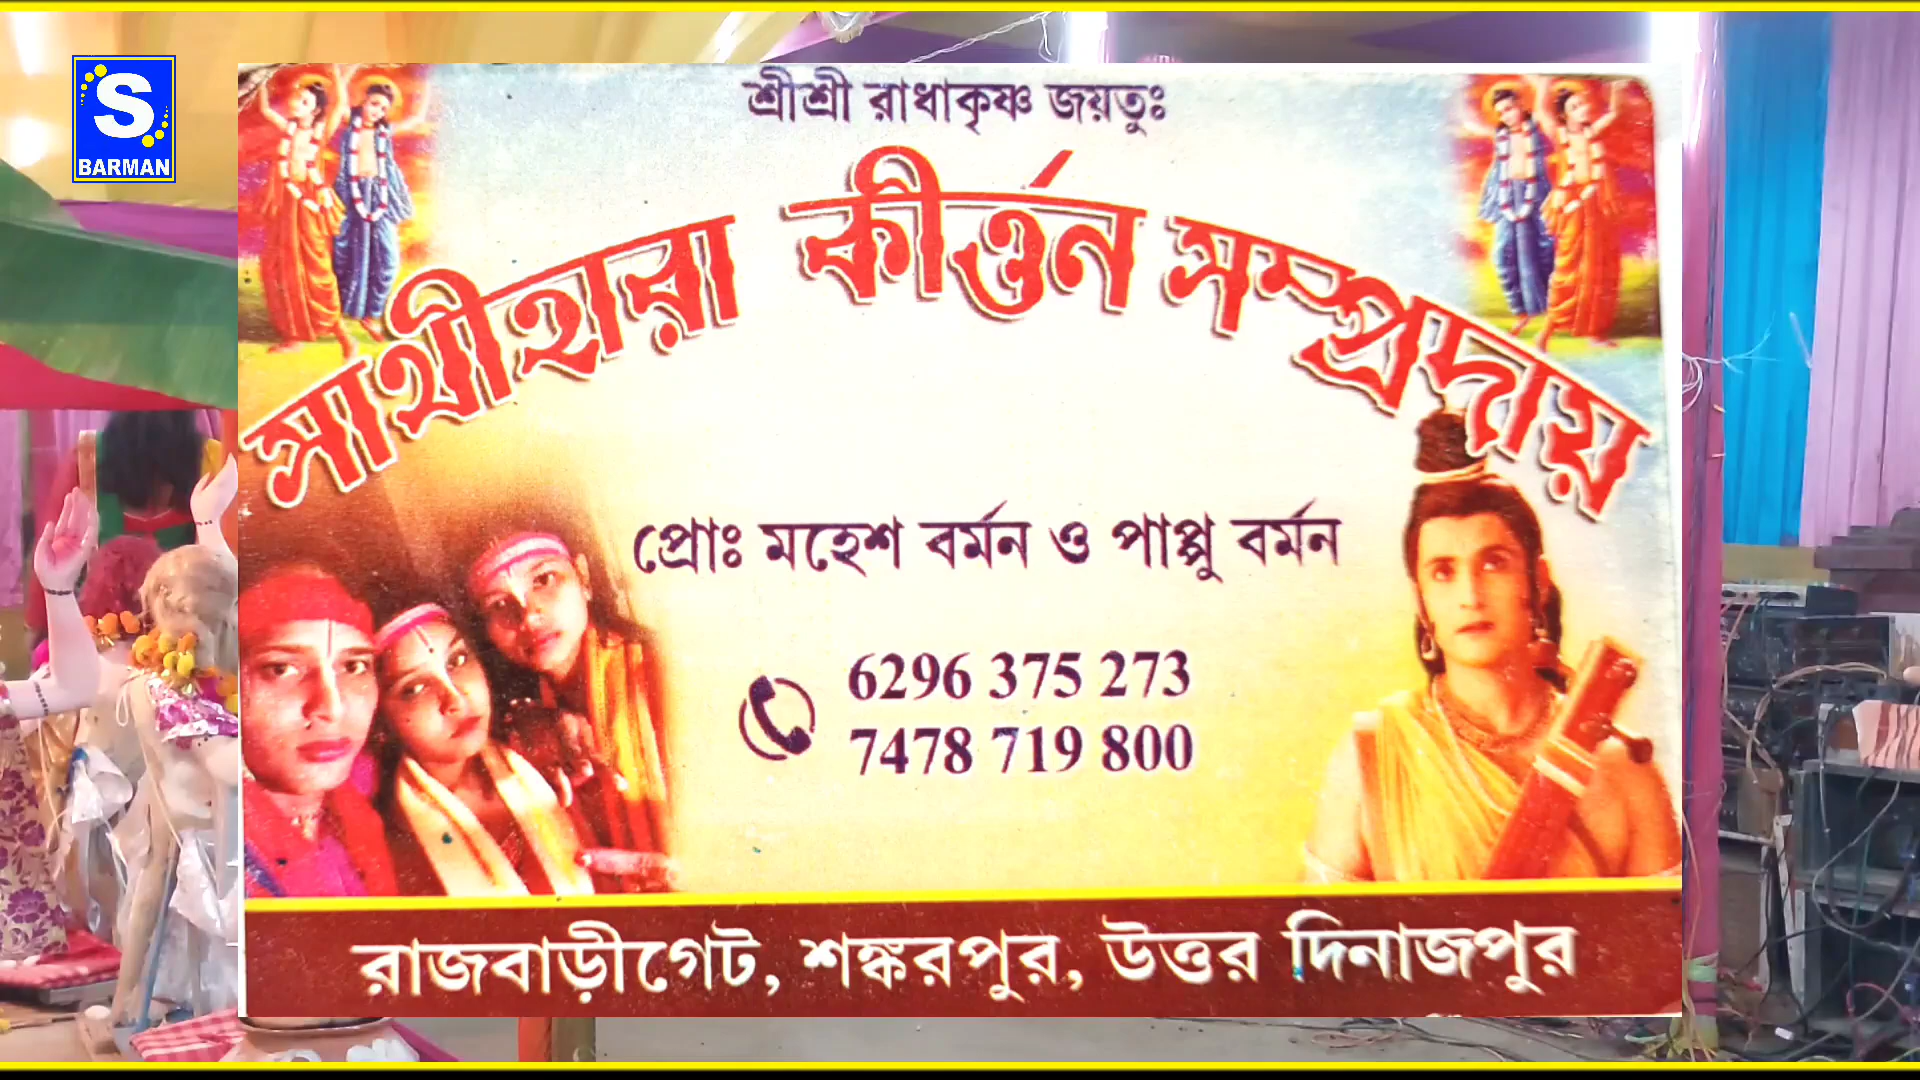 S
BARMAN
শ্রীশ্রী রাধাকৃষ্ণ জয়তুঃ
সাথীহারা কীর্ত্তন সম্প্রদায়
প্রোঃ মহেশ বর্মন ও পাপ্পু বর্মন
6296 375 273
7478 719 800
রাজবাড়ীগেট, শঙ্করপুর, উত্তর দিনাজপুর